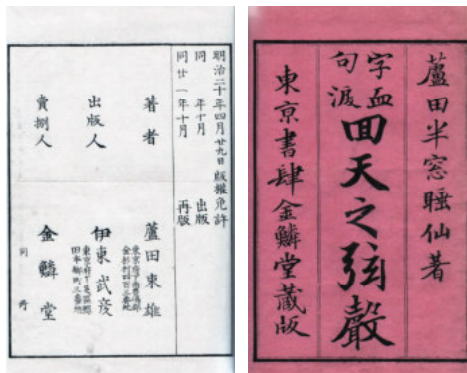 蘆田半窓睡仙著
字血
句淚
回天之弦聲
東京書肆金鱗堂藏版
明治二十年四月廿九日版權免許
同　年十月　出版
同廿一年十月　再版
著者　蘆田束雄
出版人　伊東武彦
賣捌人　金鱗堂